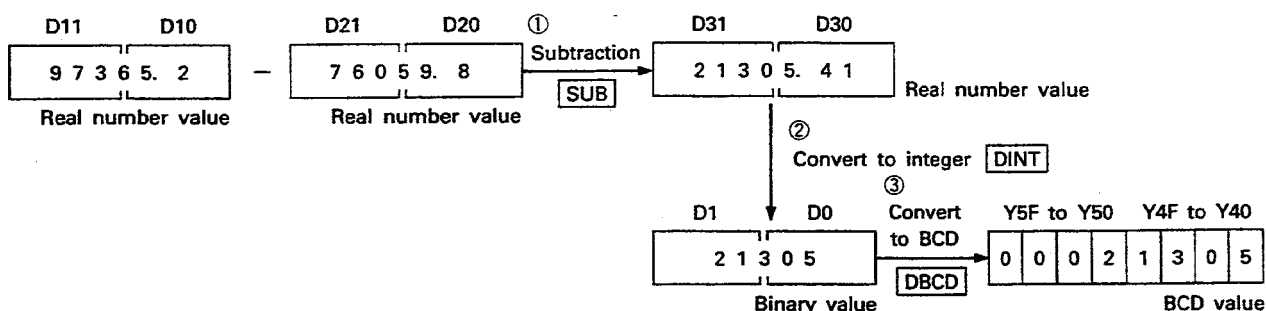 D11 D10 D21 D20 ① D31 D30
9 7 3 6 5. 2 − 7 6 0 5 9. 8 Subtraction 2 1 3 0 5. 4 1
SUB
Real number value Real number value Real number value
②
Convert to integer DINT
③
D1 D0 Convert Y5F to Y50 Y4F to Y40
to BCD
2 1 3 0 5 0 0 0 2 1 3 0 5
DBCD
Binary value BCD value